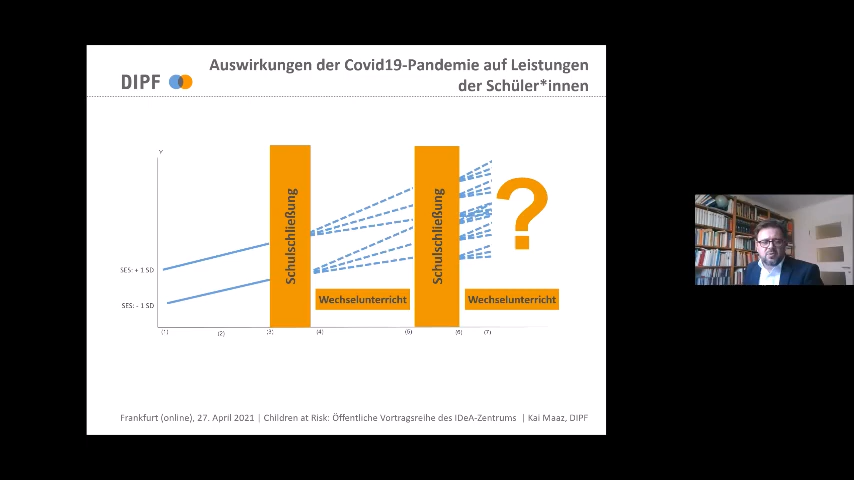 DIPF
Auswirkungen der Covid19-Pandemie auf Leistungen
der Schüler*innen
Y
SES: + 1 SD
SES: - 1 SD
Schulschließung
Schulschließung
?
Wechselunterricht
Wechselunterricht
(1)
(2)
(3)
(4)
(5)
(6)
(7)
Frankfurt (online), 27. April 2021 | Children at Risk: Öffentliche Vortragsreihe des IDeA-Zentrums | Kai Maaz, DIPF